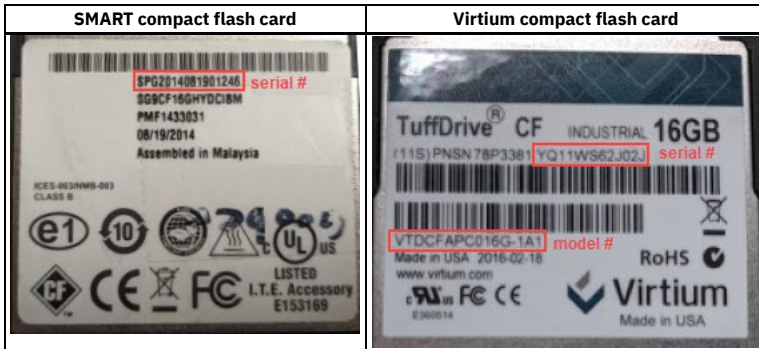 SMART compact flash card
Virtium compact flash card
SPG2014081901246 serial #
SG9CF16GHYDCIBM
PMF1433031
08/19/2014
Assembled in Malaysia
ICES-003/NMB-003
CLASS B
e1
10
c UL US
LISTED
I.T.E. Accessory
E153169
CF
CE
FC
TuffDrive® CF INDUSTRIAL 16GB
(11S)PNSN78P3381YQ11WS62J02J serial #
VTDCFAPC016G-1A1 model #
Made in USA 2016-02-18
www.virtium.com
RoHS
c us FC CE
E360514
Virtium
Made in USA